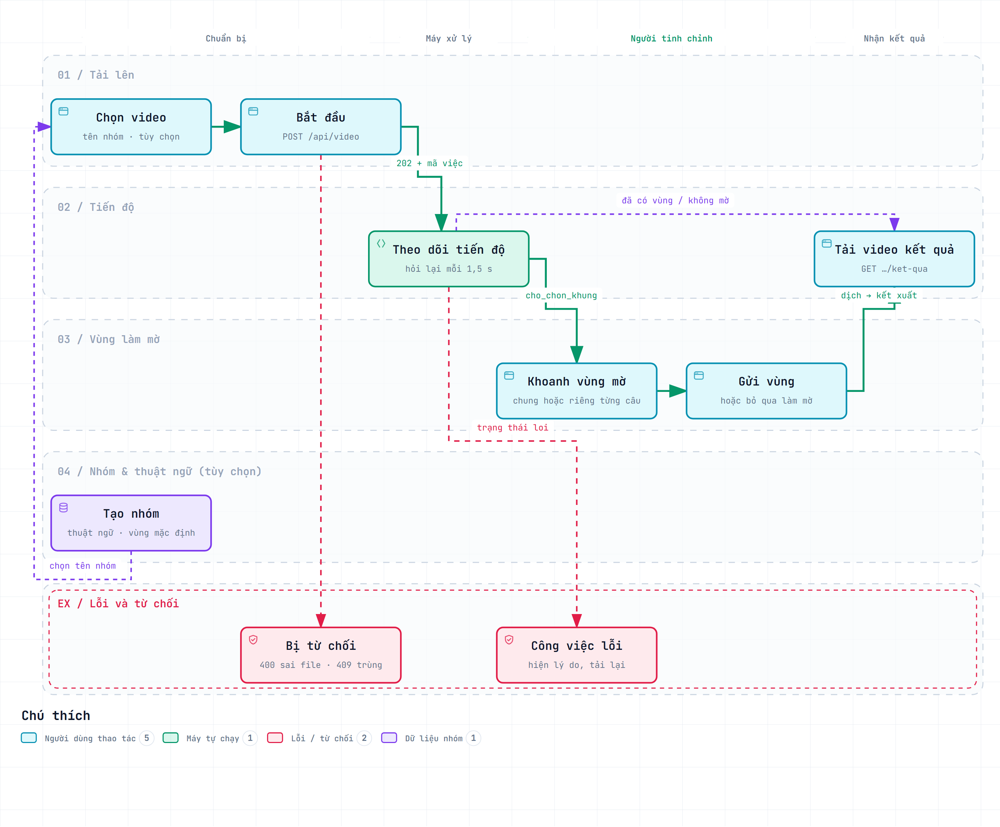 Chuẩn bị
Máy xử lý
Người tinh chỉnh
Nhận kết quả
01 / Tải lên
Chọn video
tên nhóm · tùy chọn
Bắt đầu
POST /api/video
202 + mã việc
02 / Tiến độ
đã có vùng / không mờ
Theo dõi tiến độ
hỏi lại mỗi 1,5 s
Tải video kết quả
GET …/ket-qua
cho_chon_khung
dịch → kết xuất
03 / Vùng làm mờ
Khoanh vùng mờ
chung hoặc riêng từng câu
Gửi vùng
hoặc bỏ qua làm mờ
trạng thái loi
04 / Nhóm & thuật ngữ (tùy chọn)
Tạo nhóm
thuật ngữ · vùng mặc định
chọn tên nhóm
EX / Lỗi và từ chối
Bị từ chối
400 sai file · 409 trùng
Công việc lỗi
hiện lý do, tải lại
Chú thích
Người dùng thao tác 5
Máy tự chạy 1
Lỗi / từ chối 2
Dữ liệu nhóm 1